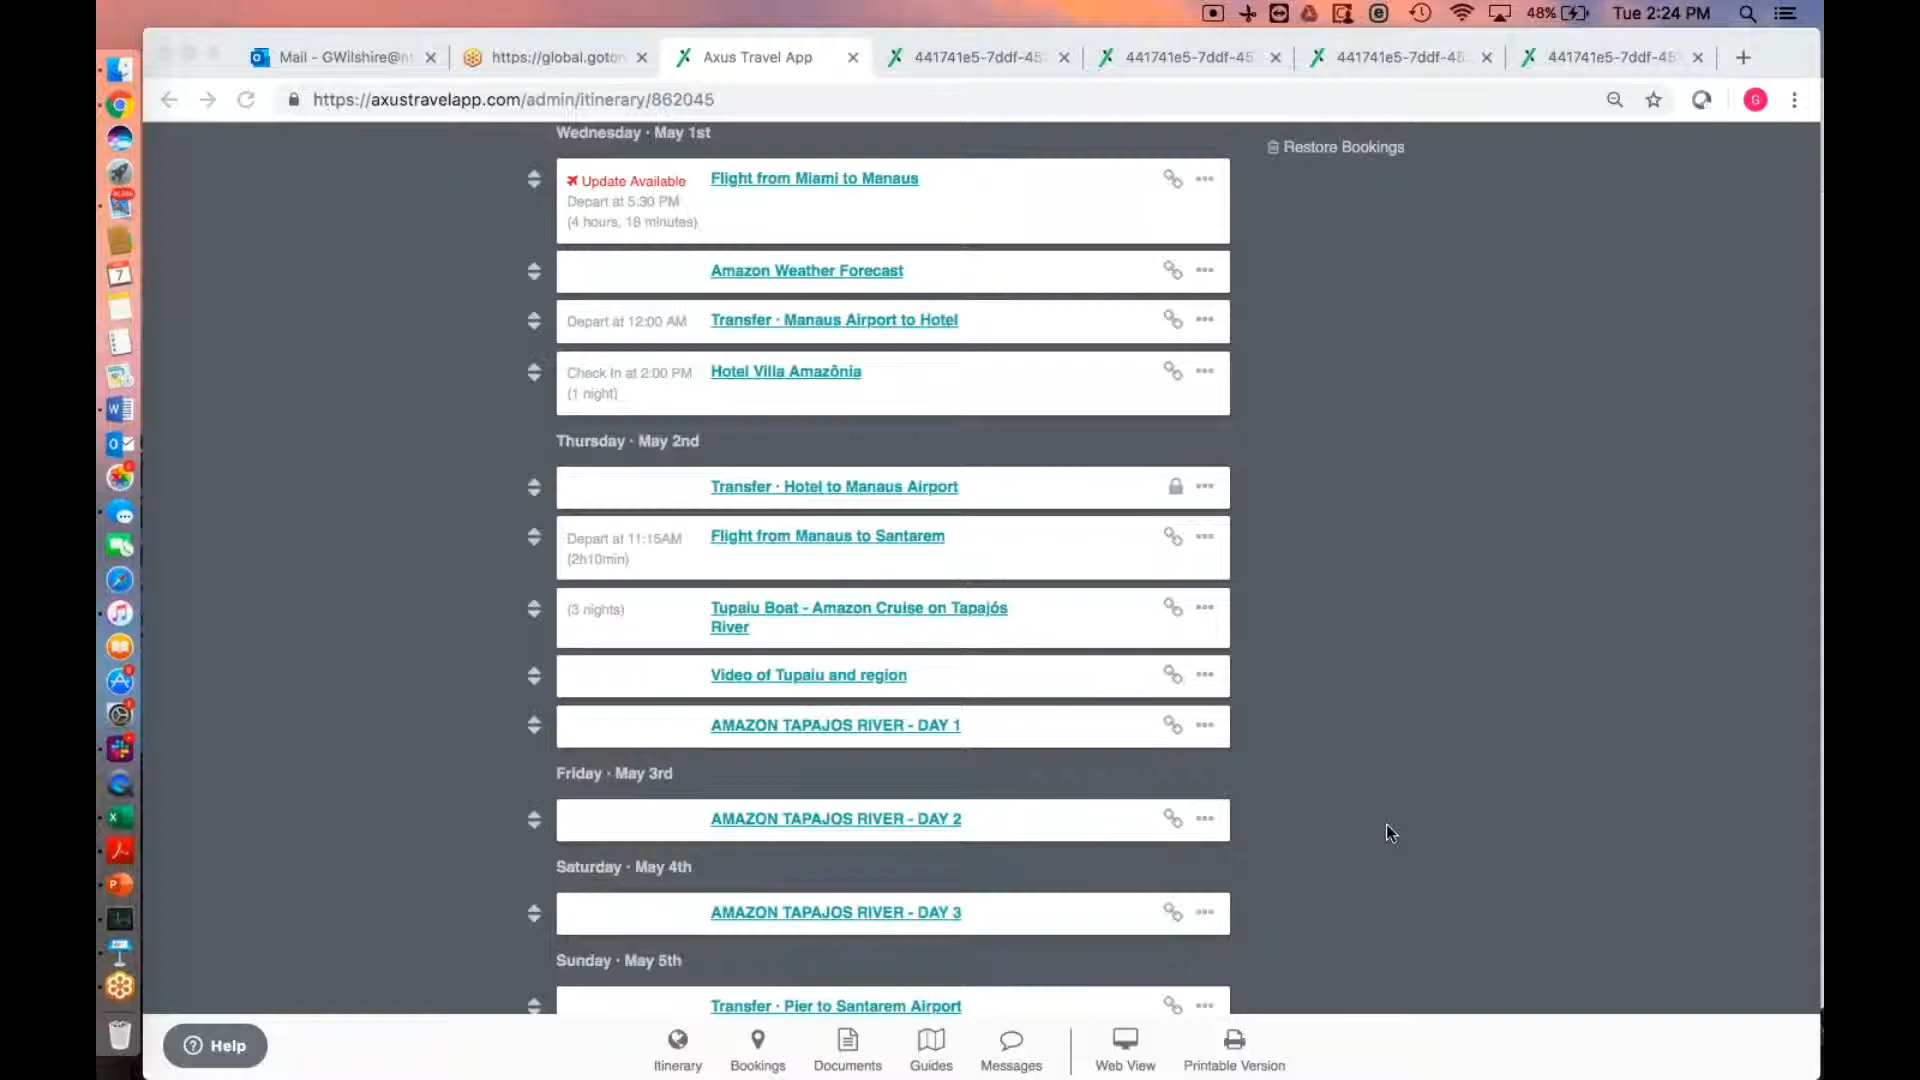 48%
Tue 2:24 PM
Mail - GWilshire@n
https://global.goto
Axus Travel App
441741e5-7ddf-45
441741e5-7ddf-45
441741e5-7ddf-4
441741e5-7ddf-45
https://axustravelapp.com/admin/itinerary/862045
G
Wednesday · May 1st
Restore Bookings
Update Available
Flight from Miami to Manaus
Depart at 5:30 PM
(4 hours, 18 minutes)
Amazon Weather Forecast
Depart at 12:00 AM
Transfer · Manaus Airport to Hotel
Check In at 2:00 PM
Hotel Villa Amazônia
(1 night)
Thursday · May 2nd
Transfer · Hotel to Manaus Airport
Depart at 11:15AM
Flight from Manaus to Santarem
(2h10min)
(3 nights)
Tupaiu Boat - Amazon Cruise on Tapajós
River
Video of Tupaiu and region
AMAZON TAPAJOS RIVER - DAY 1
Friday · May 3rd
AMAZON TAPAJOS RIVER - DAY 2
Saturday · May 4th
AMAZON TAPAJOS RIVER - DAY 3
Sunday · May 5th
Transfer · Pier to Santarem Airport
Help
Itinerary
Bookings
Documents
Guides
Messages
Web View
Printable Version
7